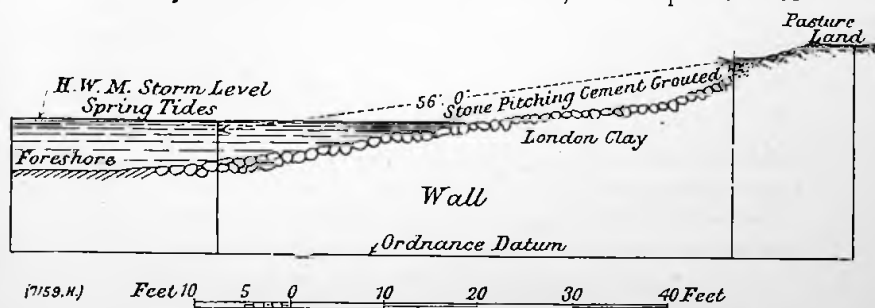 Pasture
Land
H.W.M. Storm Level
Spring Tides
56' 0"
Stone Pitching Cement Grouted
London Clay
Foreshore
Wall
Ordnance Datum
(7159.H.) Feet 10 5 0 10 20 30 40 Feet